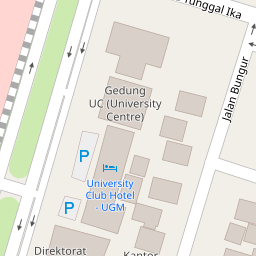 Tunggal Ika
Gedung
UC (University
Centre)
Jalan Bungur
P
University
Club Hotel
- UGM
P
Direktorat
Kantor